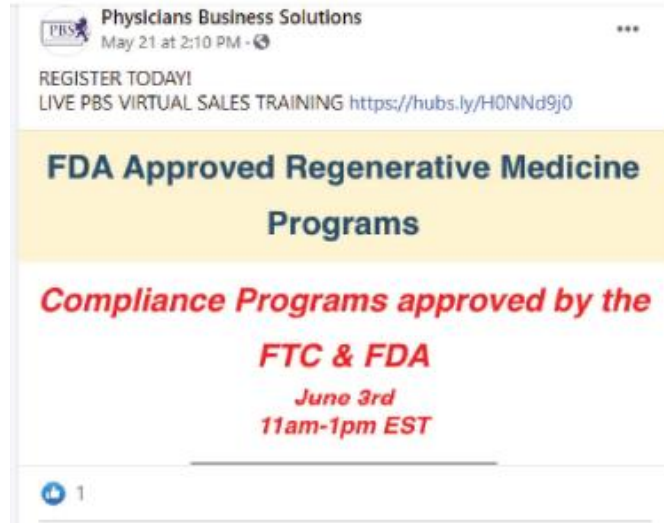 PBS
Physicians Business Solutions
May 21 at 2:10 PM ·
REGISTER TODAY!
LIVE PBS VIRTUAL SALES TRAINING https://hubs.ly/H0NNd9j0
FDA Approved Regenerative Medicine
Programs
Compliance Programs approved by the
FTC & FDA
June 3rd
11am-1pm EST
1